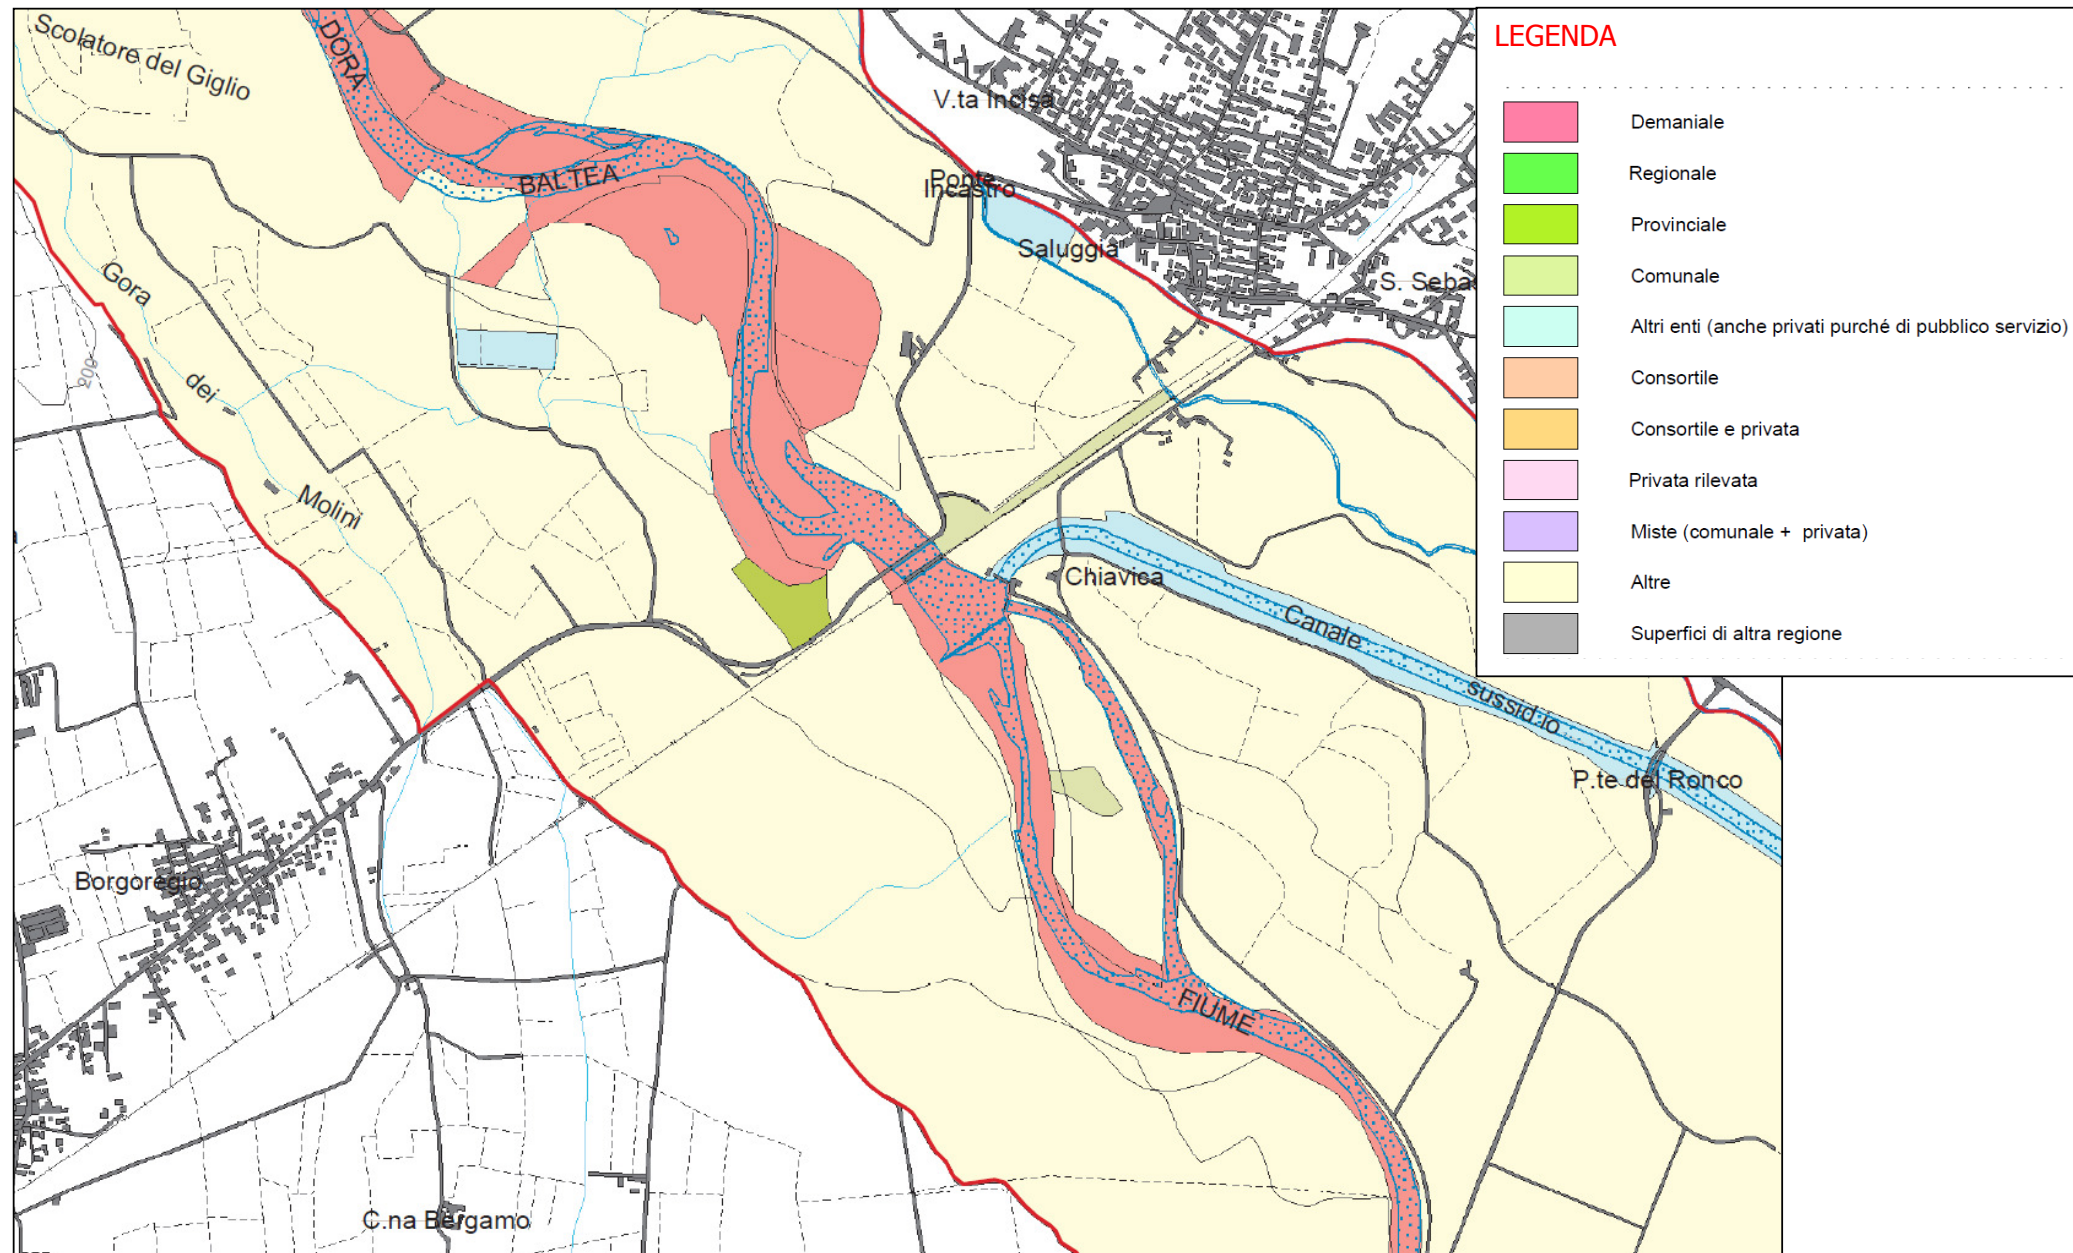 Scolatore del Giglio
DORA
BALTEA
V.ta Incisa
Ponte
Incastro
Saluggia
S. Sebas
Gora
dei
Molini
200
Chiavica
Canale
sussid.io
P.te del Ronco
Borgoregio
FIUME
C.na Bergamo
LEGENDA
Demaniale
Regionale
Provinciale
Comunale
Altri enti (anche privati purché di pubblico servizio)
Consortile
Consortile e privata
Privata rilevata
Miste (comunale + privata)
Altre
Superfici di altra regione